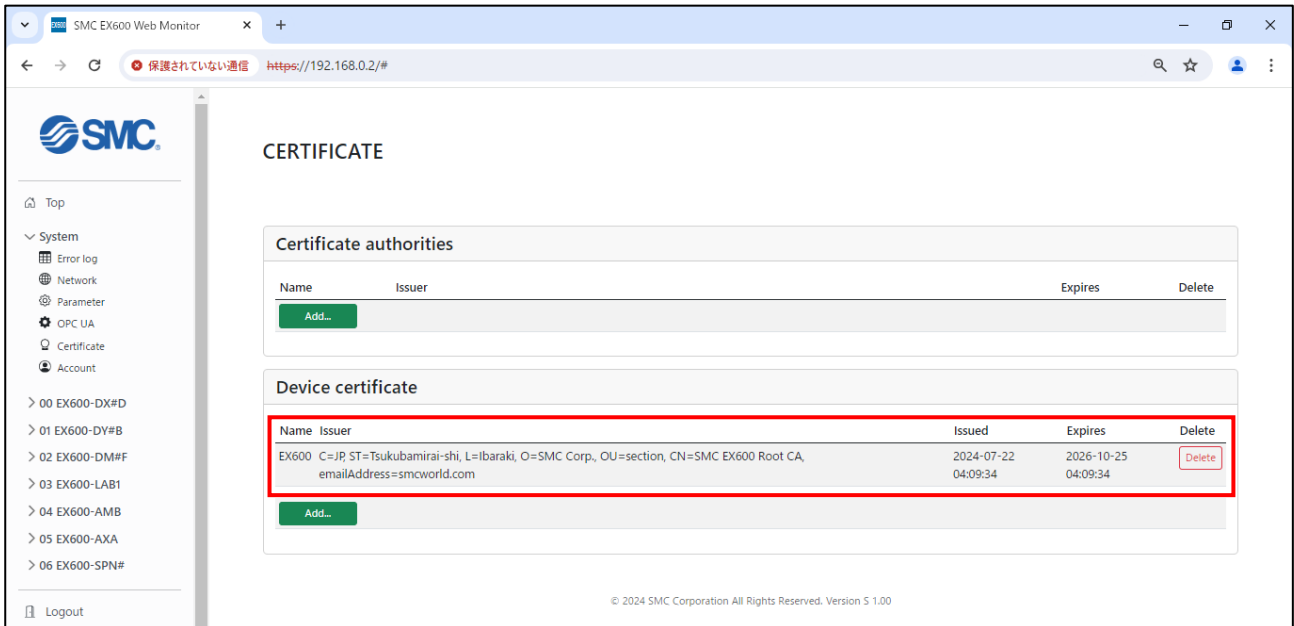 SMC EX600 Web Monitor
保護されていない通信 https://192.168.0.2/#
SMC
CERTIFICATE
Top
System
Error log
Network
Parameter
OPC UA
Certificate
Account
00 EX600-DX#D
01 EX600-DY#B
02 EX600-DM#F
03 EX600-LAB1
04 EX600-AMB
05 EX600-AXA
06 EX600-SPN#
Logout
Certificate authorities
Name Issuer Expires Delete
Add...
Device certificate
Name Issuer Issued Expires Delete
EX600 C=JP, ST=Tsukubamirai-shi, L=Ibaraki, O=SMC Corp., OU=section, CN=SMC EX600 Root CA, 2024-07-22 2026-10-25 Delete
emailAddress=smcworld.com 04:09:34 04:09:34
Add...
© 2024 SMC Corporation All Rights Reserved. Version S 1.00